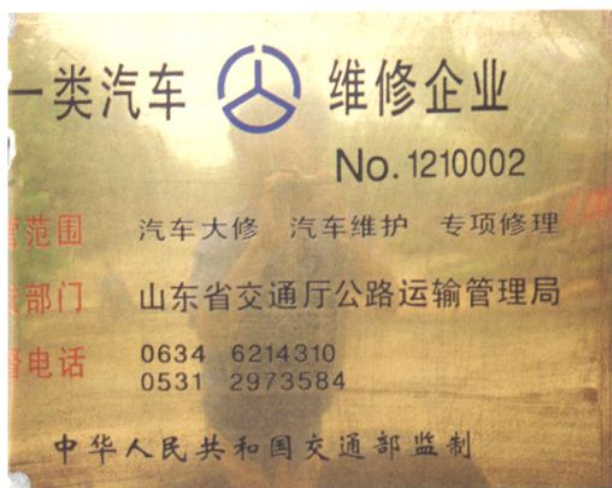 一类汽车 维修企业
No.1210002
营范围 汽车大修 汽车维护 专项修理
部门 山东省交通厅公路运输管理局
督电话 0634 6214310
0531 2973584
中华人民共和国交通部监制